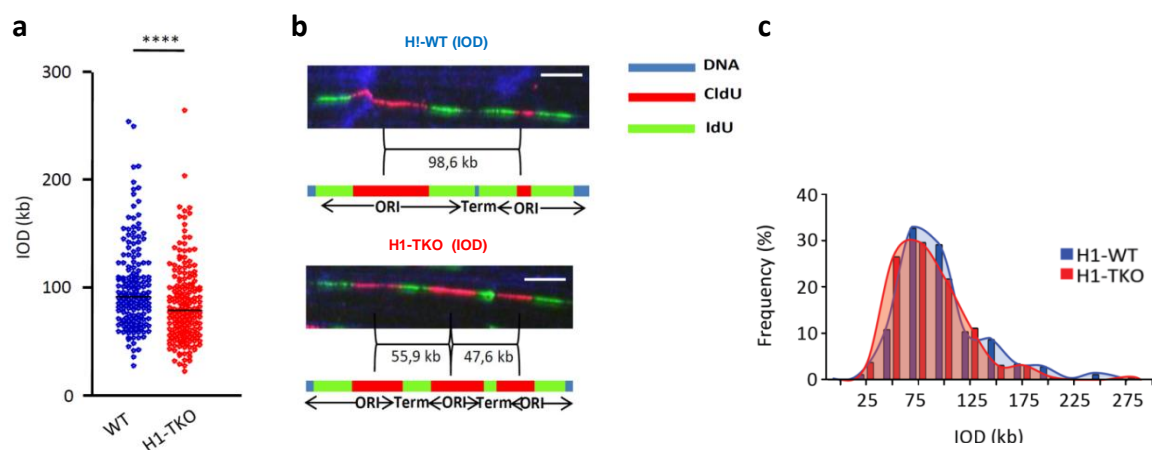 a
****
300
200
100
0
IOD (kb)
WT
H1-TKO
b
H!-WT (IOD)
98,6 kb
ORI Term ORI
H1-TKO (IOD)
55,9 kb 47,6 kb
ORI Term ORI Term ORI
DNA
CldU
IdU
c
40
30
20
10
0
Frequency (%)
H1-WT
H1-TKO
25 75 125 175 225 275
IOD (kb)